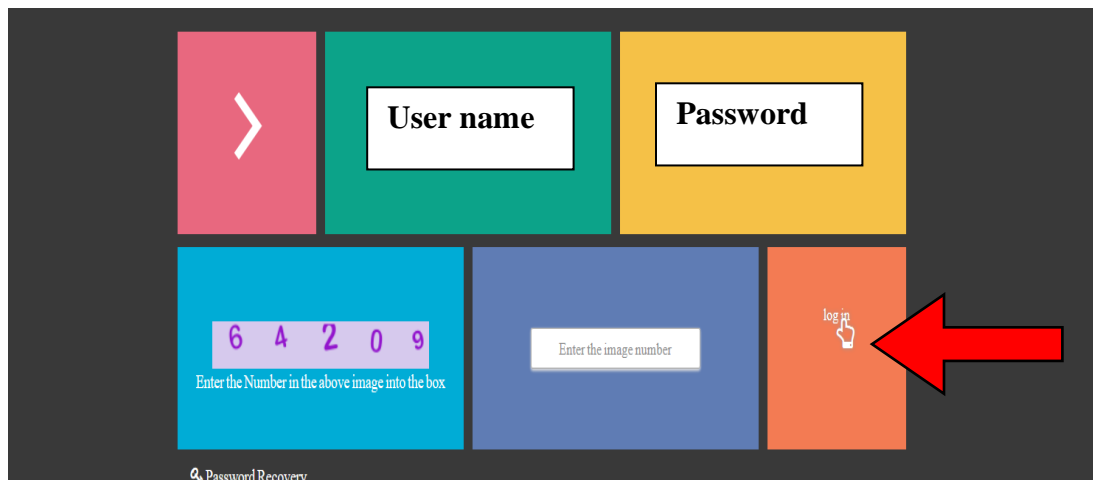 User name
Password
6 4 2 0 9
Enter the Number in the above image into the box
Enter the image number
log in
Password Recovery